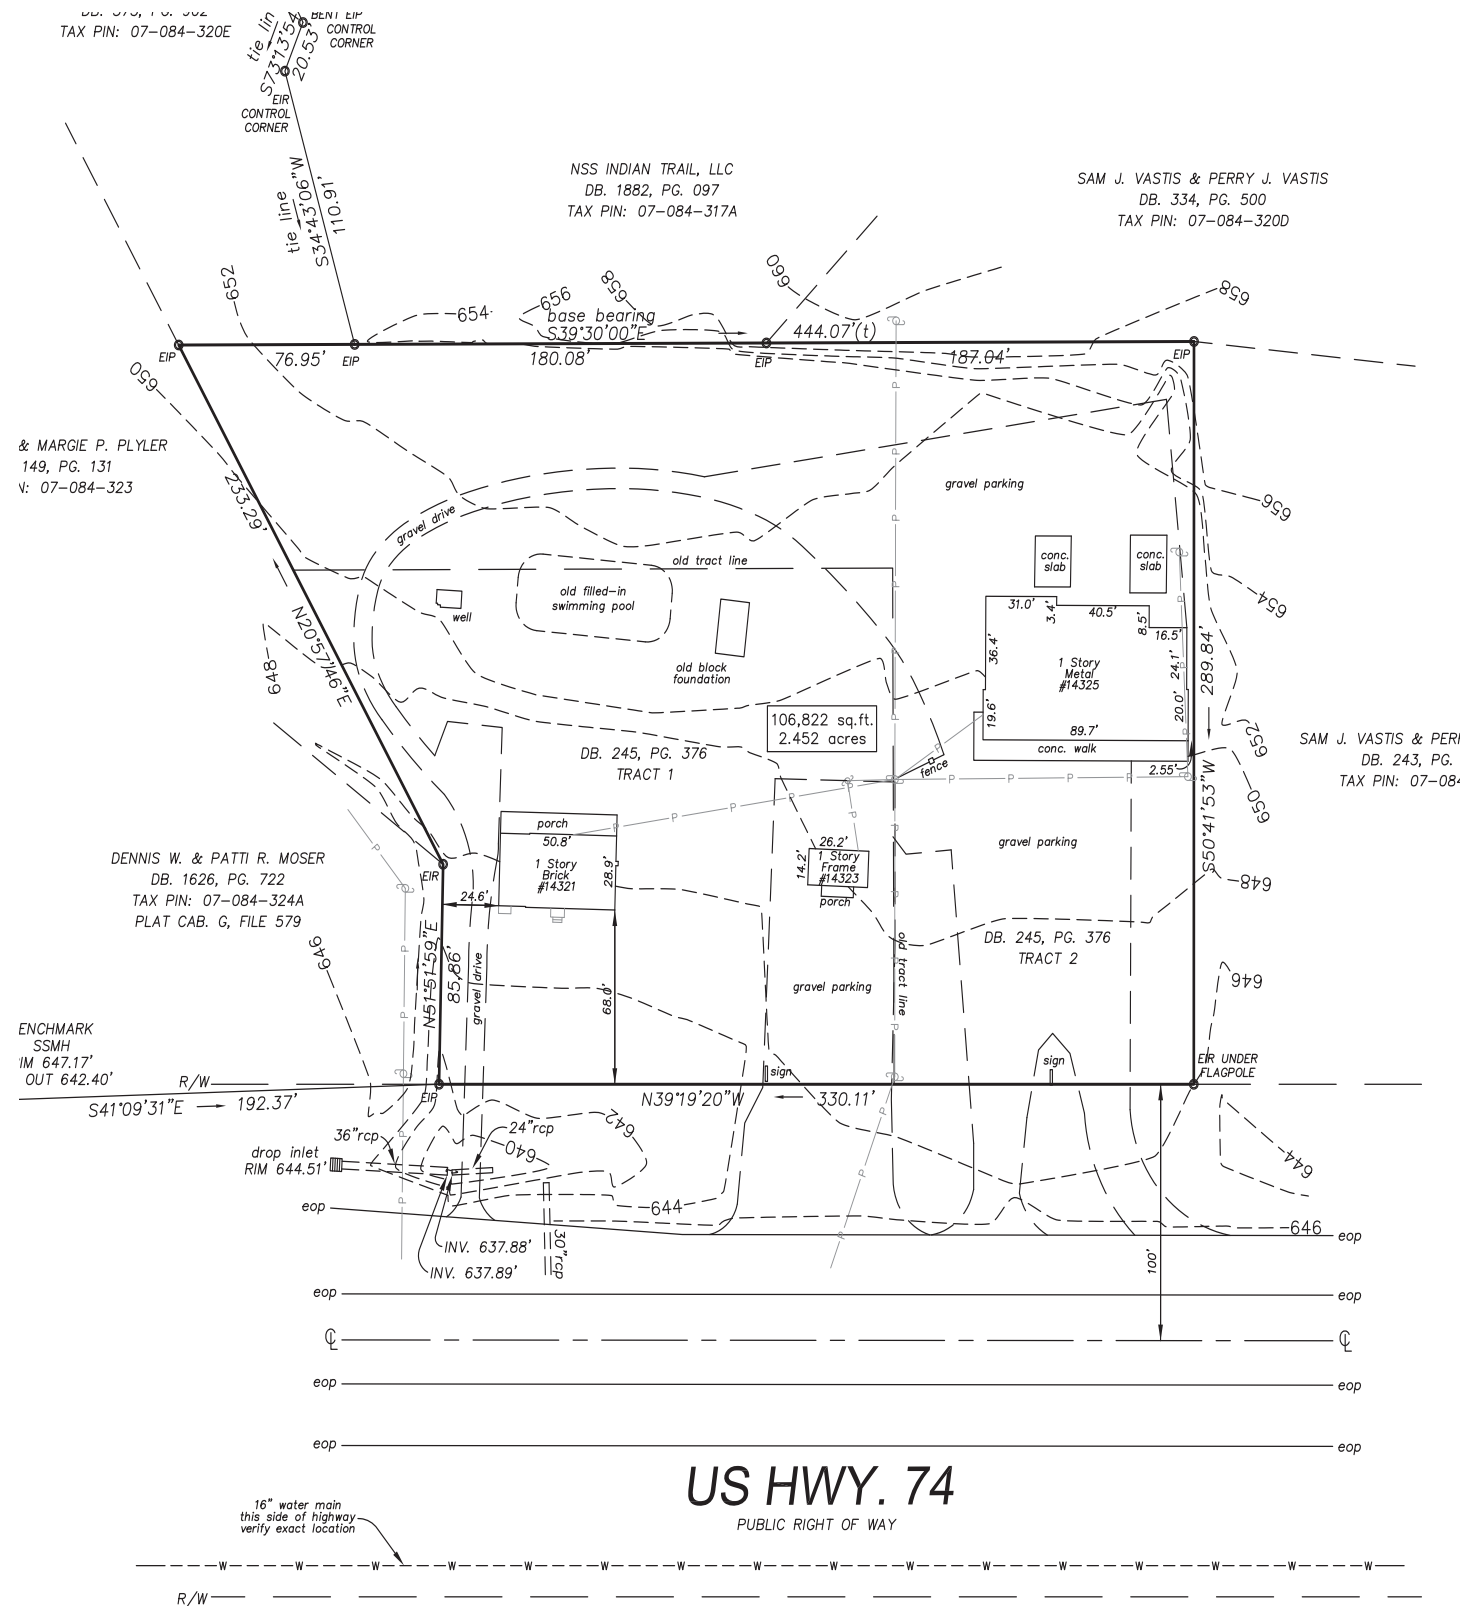 TAX PIN: 07-084-320E
tie lin
S73°13'54
20.53'
BENT EIP
CONTROL
CORNER
EIR
CONTROL
CORNER
tie line
S34°43'06"W
110.91'
NSS INDIAN TRAIL, LLC
DB. 1882, PG. 097
TAX PIN: 07-084-317A
SAM J. VASTIS & PERRY J. VASTIS
DB. 334, PG. 500
TAX PIN: 07-084-320D
652
654
656
658
660
658
base bearing
S39°30'00"E
444.07'(t)
EIP
76.95'
EIP
180.08'
EIP
187.04'
EIP
650
& MARGIE P. PLYLER
149, PG. 131
N: 07-084-323
233.29'
N20°57'46"E
gravel drive
gravel parking
656
654
conc.
slab
conc.
slab
old tract line
old filled-in
swimming pool
well
old block
foundation
31.0'
3.4'
40.5'
8.5'
16.5'
36.4'
24.1'
1 Story
Metal
#14325
19.6'
20.0'
89.7'
conc. walk
2.55'
289.84'
S50°41'53"W
648
652
650
106,822 sq.ft.
2.452 acres
fence
DB. 245, PG. 376
TRACT 1
SAM J. VASTIS & PER
DB. 243, PG.
TAX PIN: 07-08
porch
50.8'
1 Story
Brick
#14321
28.9'
26.2'
14.2'
1 Story
Frame
#14323
porch
gravel parking
DENNIS W. & PATTI R. MOSER
DB. 1626, PG. 722
TAX PIN: 07-084-324A
PLAT CAB. G, FILE 579
EIR
24.6'
648
646
N51°51'59"E
85.86'
gravel drive
68.0'
gravel parking
old tract line
DB. 245, PG. 376
TRACT 2
646
ENCHMARK
SSMH
IM 647.17'
OUT 642.40'
R/W
S41°09'31"E
192.37'
EIP
sign
N39°19'20"W
330.11'
sign
EIR UNDER
FLAGPOLE
36"rcp
24"rcp
drop inlet
RIM 644.51'
640
642
644
644
646
eop
INV. 637.88'
INV. 637.89'
30"rcp
100'
eop
eop
eop
℄
℄
eop
eop
eop
eop
US HWY. 74
PUBLIC RIGHT OF WAY
16" water main
this side of highway
verify exact location
W W W W W W W W W W W W W W W W
R/W